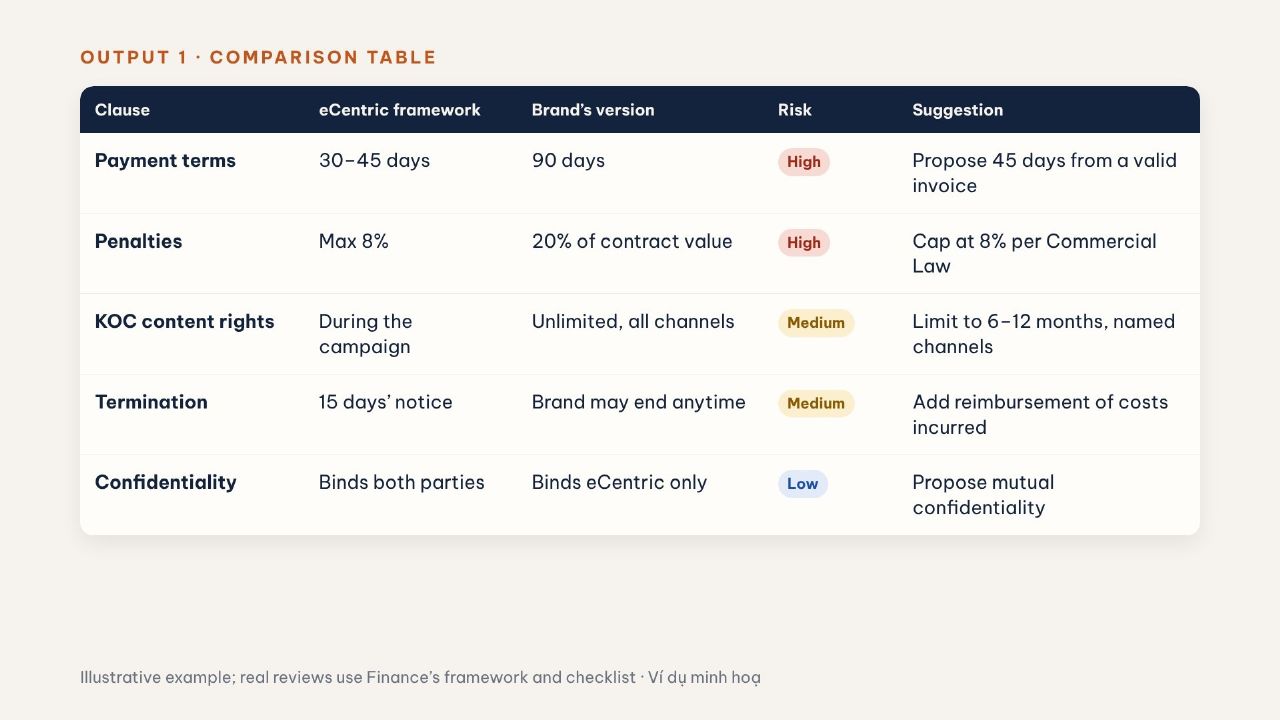 OUTPUT 1 · COMPARISON TABLE
Clause eCentric framework Brand’s version Risk Suggestion
Payment terms 30–45 days 90 days High Propose 45 days from a valid
invoice
Penalties Max 8% 20% of contract value High Cap at 8% per Commercial
Law
KOC content rights During the Unlimited, all channels Medium Limit to 6–12 months, named
campaign channels
Termination 15 days’ notice Brand may end anytime Medium Add reimbursement of costs
incurred
Confidentiality Binds both parties Binds eCentric only Low Propose mutual
confidentiality
Illustrative example; real reviews use Finance’s framework and checklist · Ví dụ minh hoạ